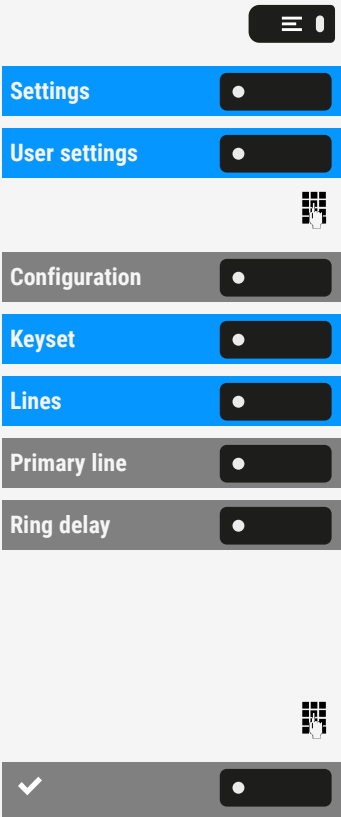 Settings
User settings
Configuration
Keyset
Lines
Primary line
Ring delay